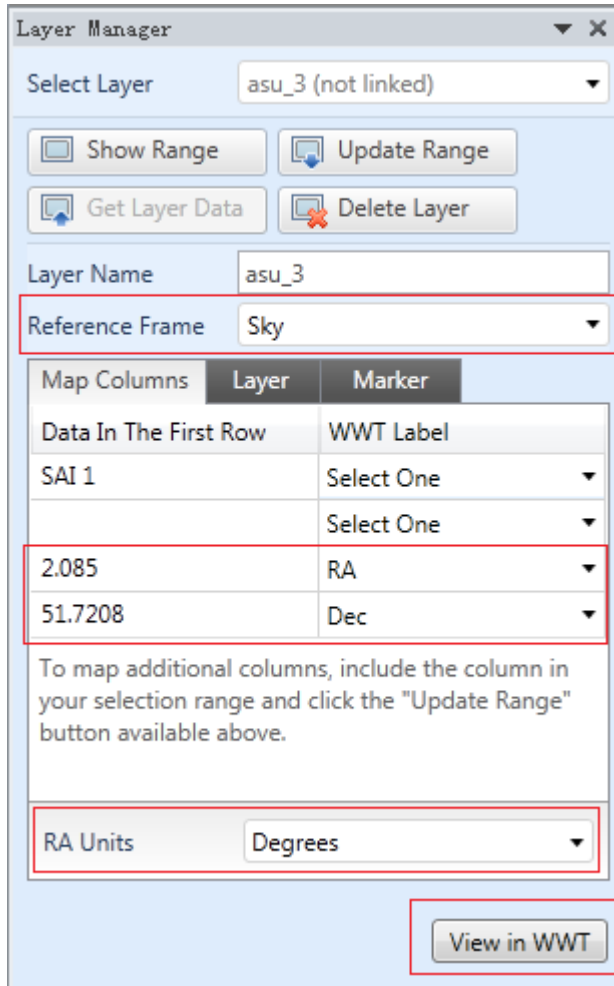 Layer Manager
Select Layer asu_3 (not linked)
Show Range Update Range
Get Layer Data Delete Layer
Layer Name asu_3
Reference Frame Sky
Map Columns Layer Marker
Data In The First Row WWT Label
SAI 1 Select One
Select One
2.085 RA
51.7208 Dec
To map additional columns, include the column in
your selection range and click the "Update Range"
button available above.
RA Units Degrees
View in WWT